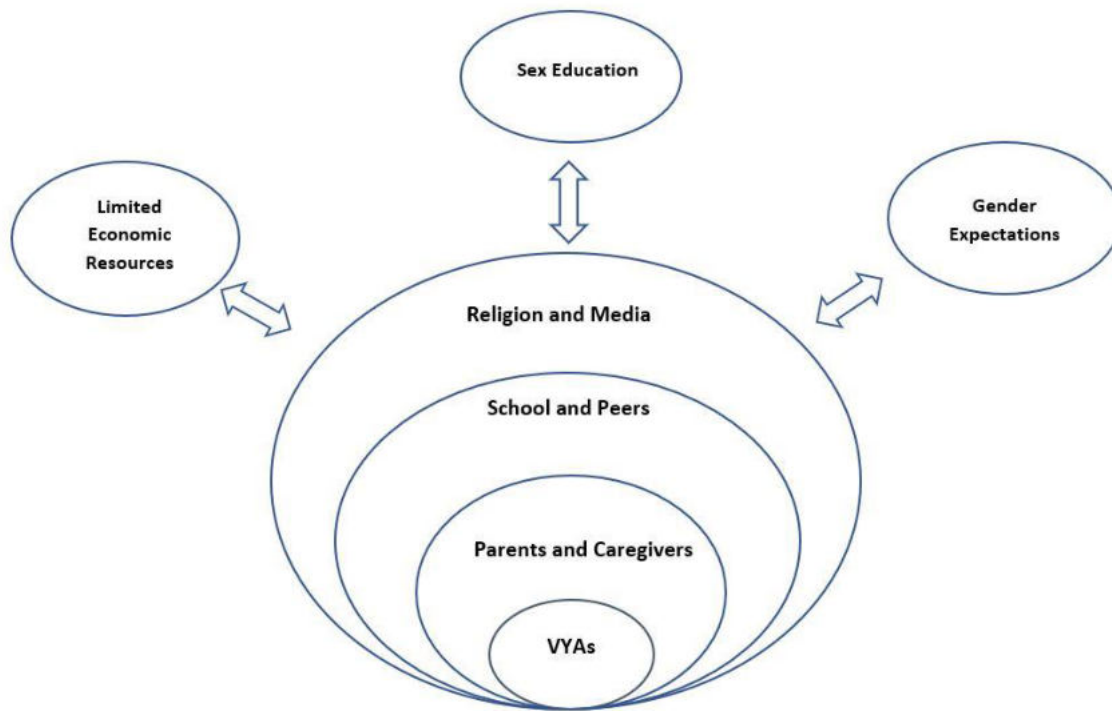 Sex Education
Limited
Economic
Resources
Gender
Expectations
Religion and Media
School and Peers
Parents and Caregivers
VYAs